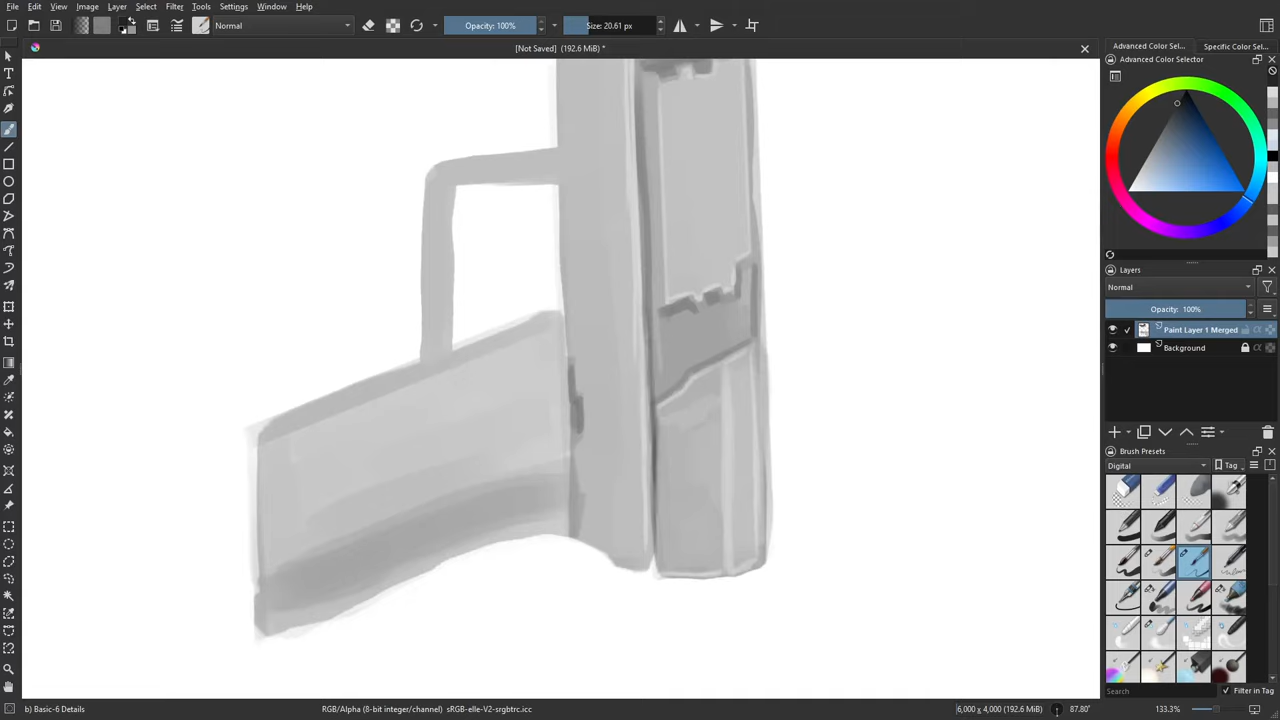 File Edit View Image Layer Select Filter Tools Settings Window Help
Normal
Opacity: 100%
Size: 20.61 px
[Not Saved] (192.6 MiB) *
Advanced Color Sel...
Specific Color Se...
Advanced Color Selector
Layers
Normal
Opacity: 100%
Paint Layer 1 Merged
Background
Brush Presets
Digital
Tag
Search
Filter in Tag
b) Basic-6 Details
RGB/Alpha (8-bit integer/channel) sRGB-elle-V2-srgbtrc.icc
6,000 x 4,000 (192.6 MiB)
87.80°
133.3%